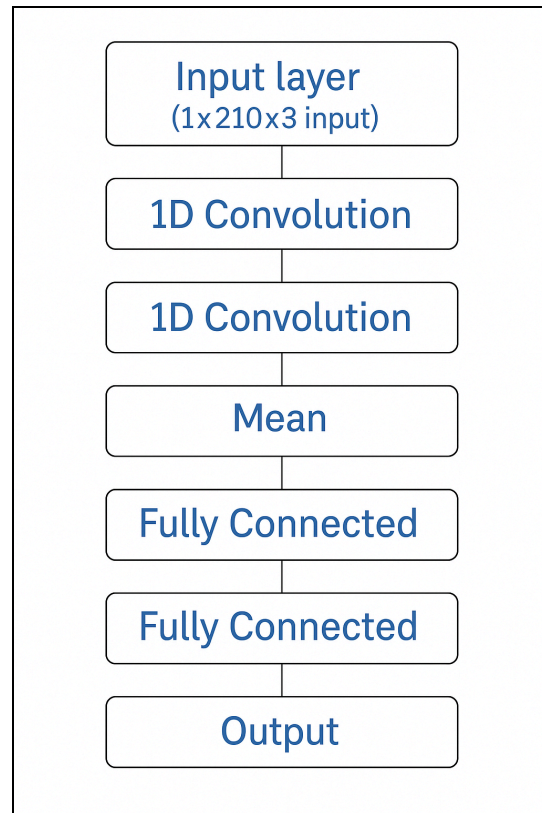 Input layer
(1x210x3 input)
1D Convolution
1D Convolution
Mean
Fully Connected
Fully Connected
Output